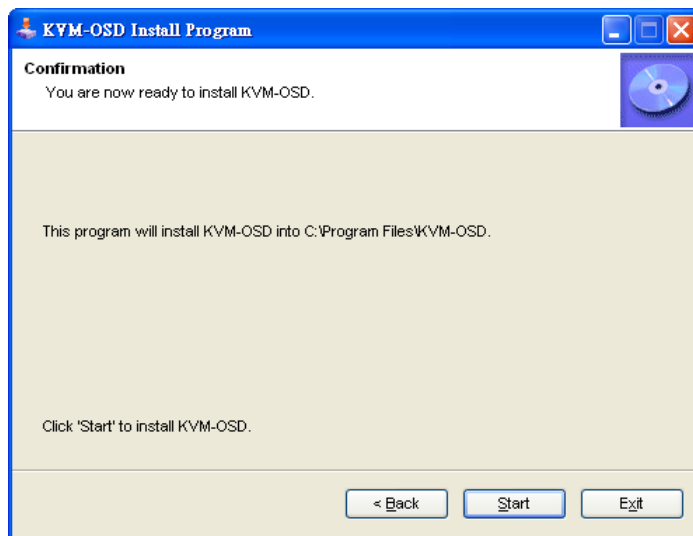 KVM-OSD Install Program
Confirmation
You are now ready to install KVM-OSD.
This program will install KVM-OSD into C:\Program Files\KVM-OSD.
Click 'Start' to install KVM-OSD.
< Back
Start
Exit